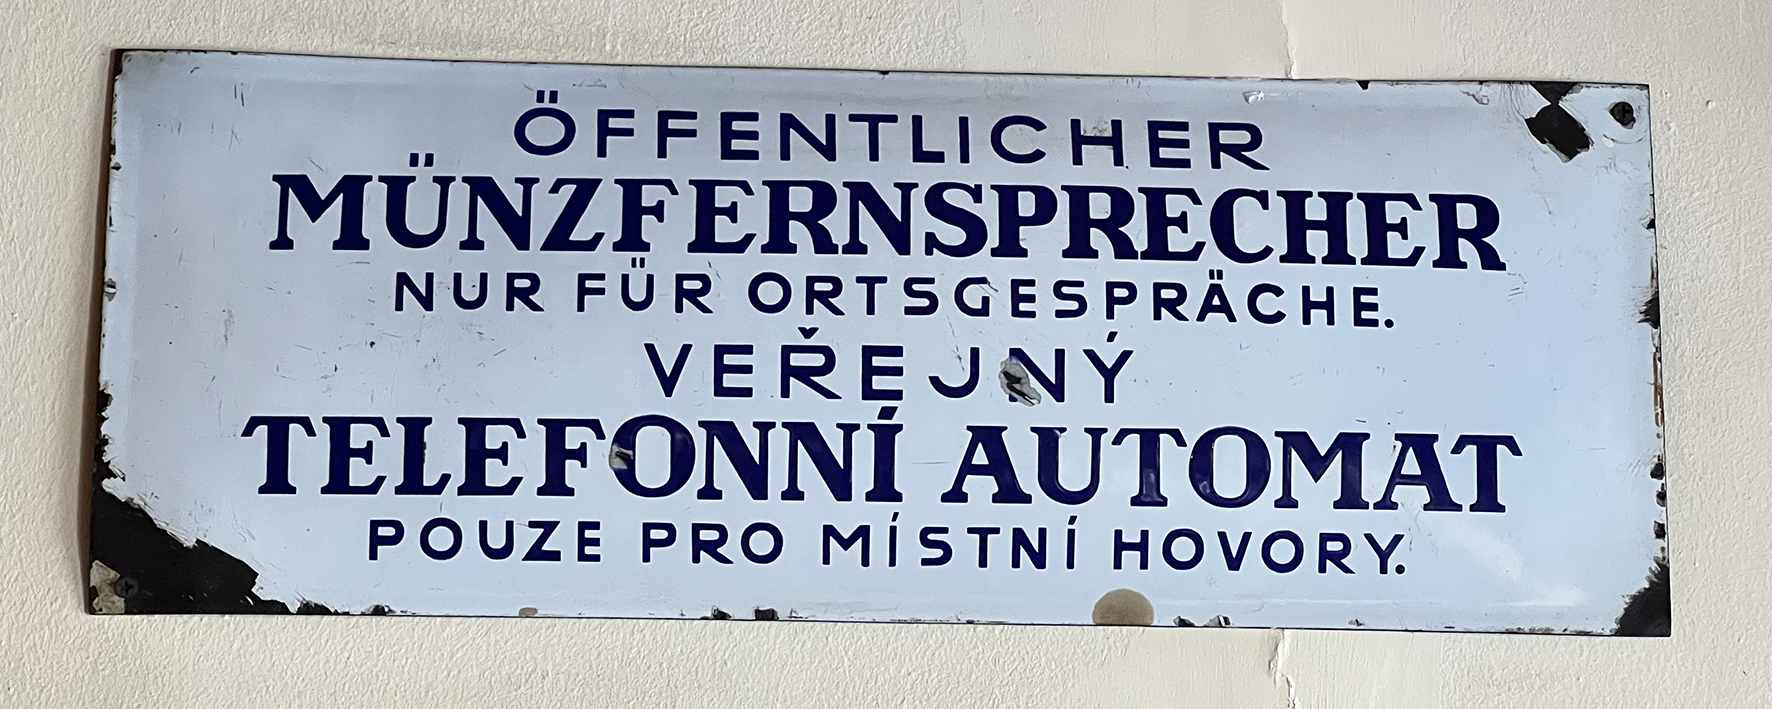 ÖFFENTLICHER
MÜNZFERNSPRECHER
NUR FÜR ORTSGESPRÄCHE.
VEŘEJNÝ
TELEFONNÍ AUTOMAT
POUZE PRO MÍSTNÍ HOVORY.